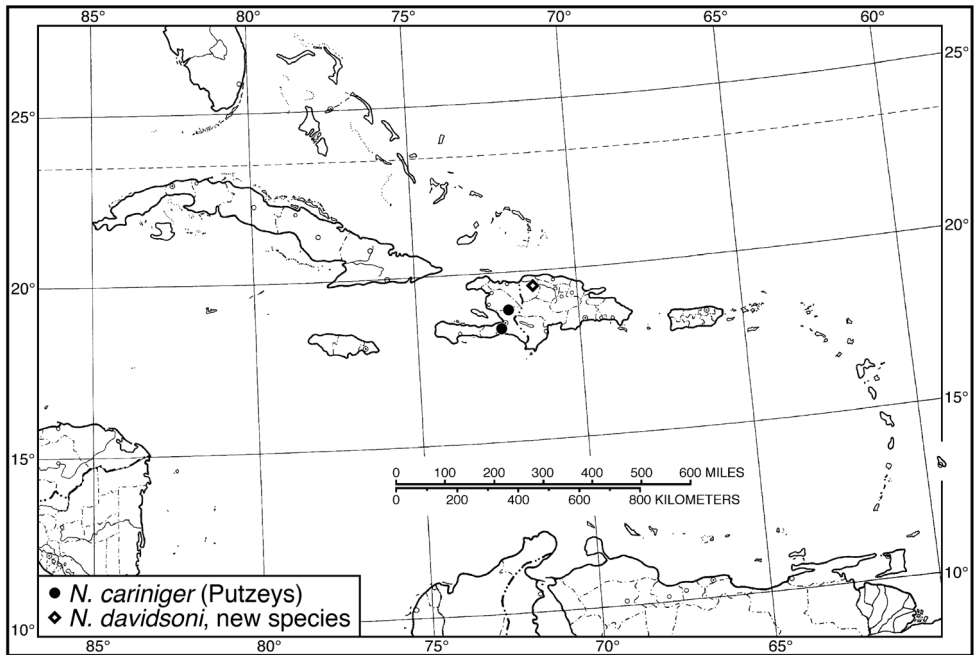 85° 80° 75° 70° 65° 60°
25°
25°
20°
20°
15°
0 100 200 300 400 500 600 MILES
0 200 400 600 800 KILOMETERS
15°
10°
● N. cariniger (Putzeys)
N. davidsoni, new species
10°
85° 80° 75° 70° 65°